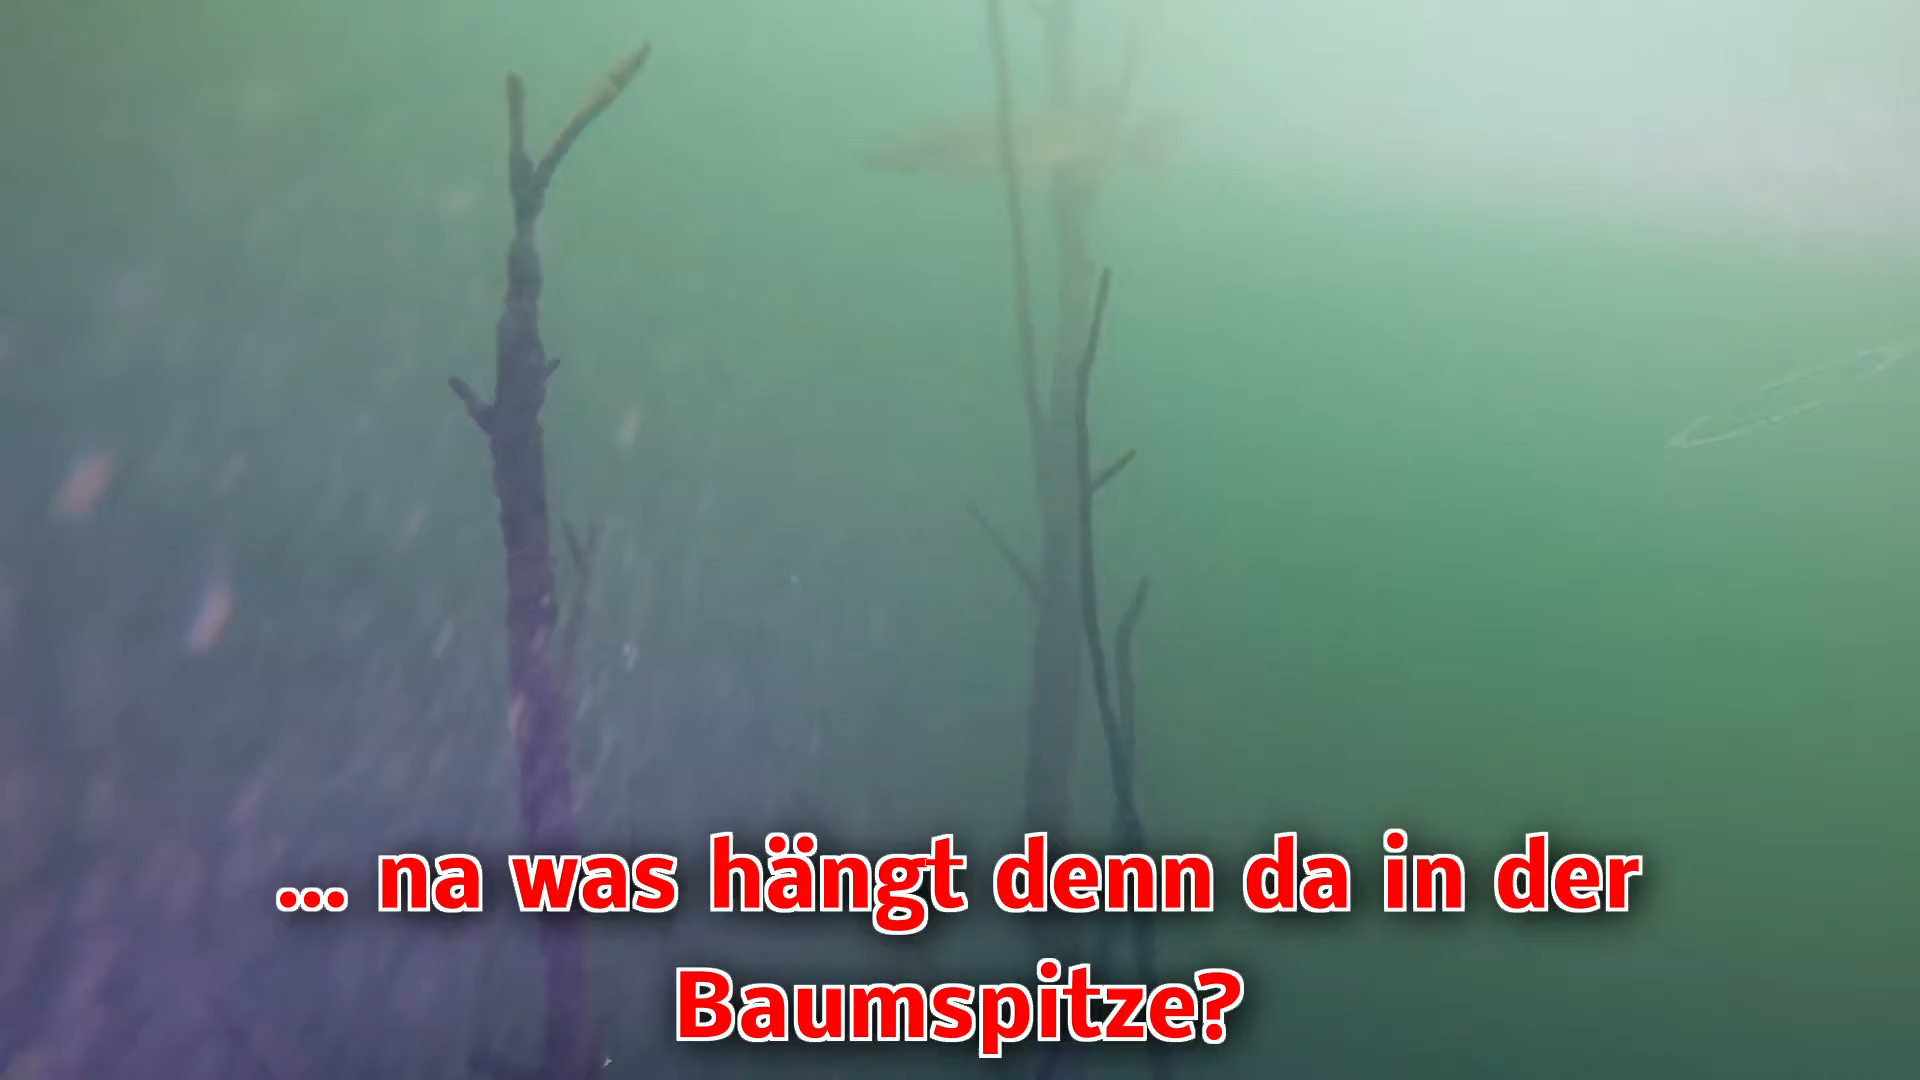 ... na was hängt denn da in der
Baumspitze?